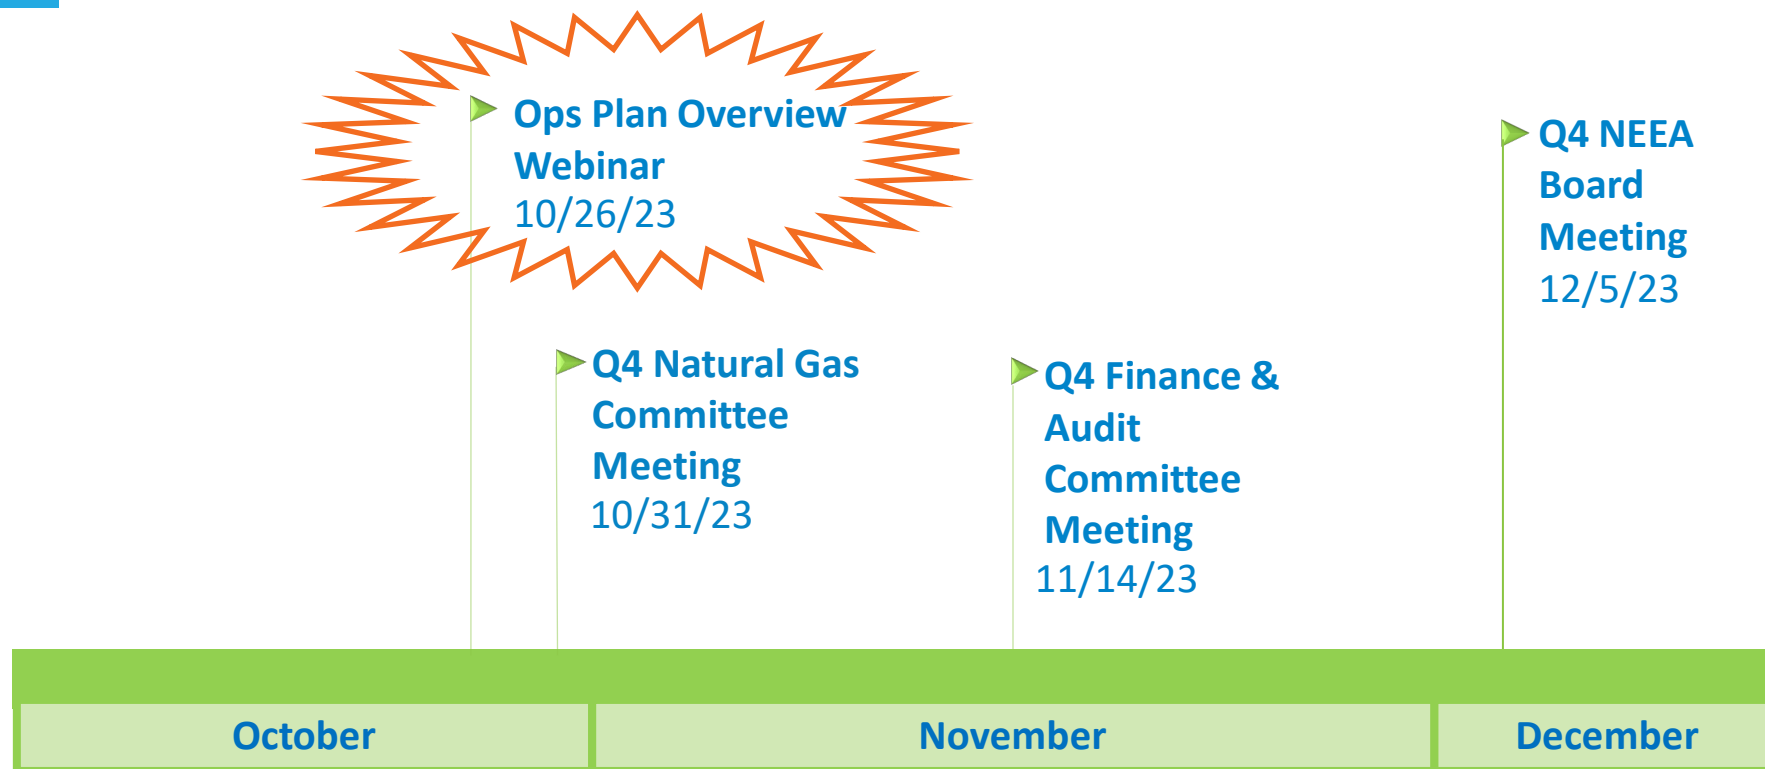 Ops Plan Overview
Webinar
10/26/23
Q4 Natural Gas
Committee
Meeting
10/31/23
Q4 Finance &
Audit
Committee
Meeting
11/14/23
Q4 NEEA
Board
Meeting
12/5/23
October
November
December